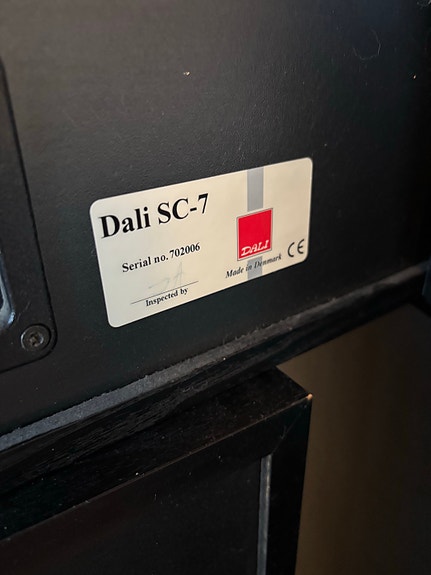 Dali SC-7
Serial no. 702006
DALI
Made in Denmark CE
Inspected by